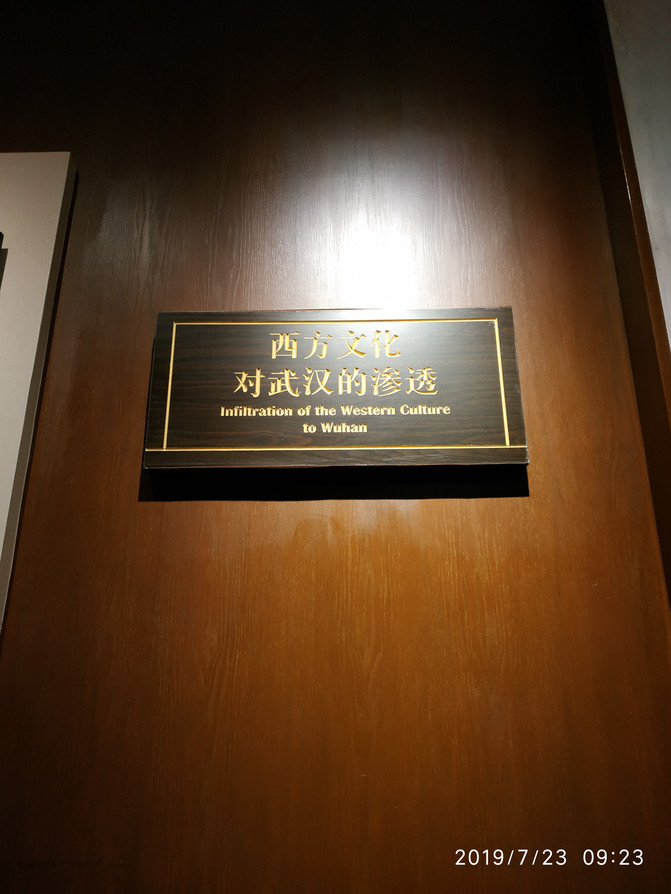 西方文化
对武汉的渗透
Infiltration of the Western Culture
to Wuhan
2019/7/23 09:23